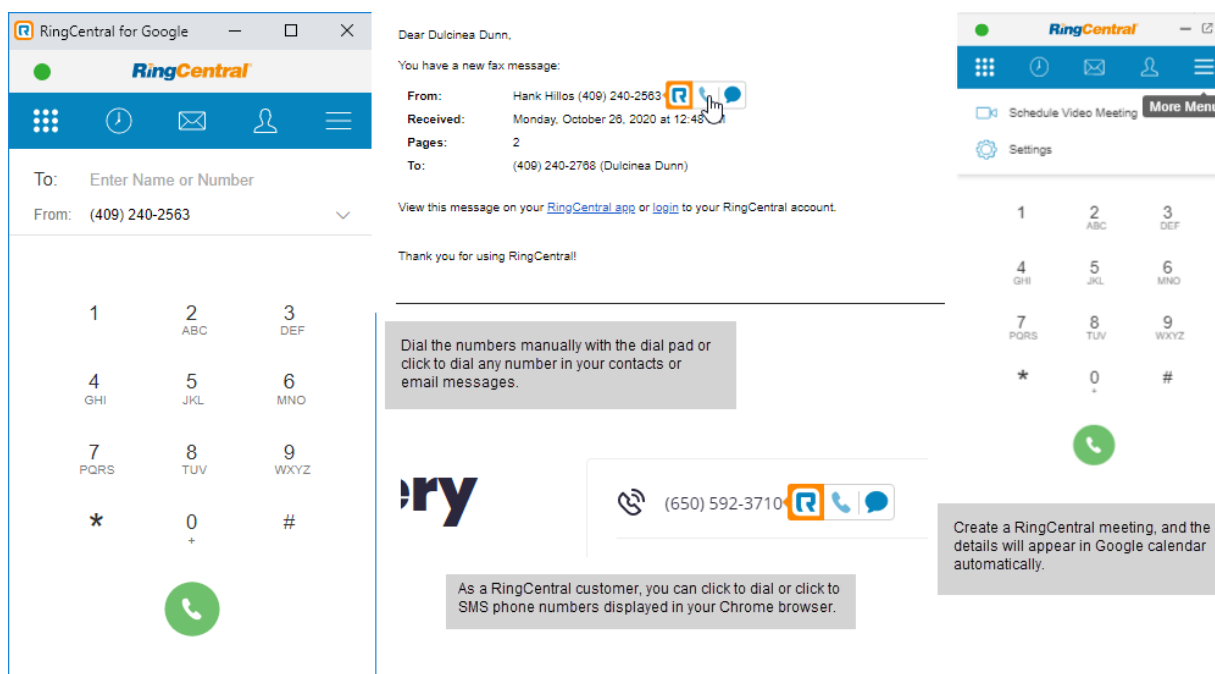 RingCentral for Google
RingCentral
To: Enter Name or Number
From: (409) 240-2563
1 2 3
ABC DEF
4 5 6
GHI JKL MNO
7 8 9
PQRS TUV WXYZ
* 0 #
+
Dear Dulcinea Dunn,
You have a new fax message:
From: Hank Hillos (409) 240-2563
Received: Monday, October 26, 2020 at 12:48
Pages: 2
To: (409) 240-2768 (Dulcinea Dunn)
View this message on your RingCentral app or login to your RingCentral account.
Thank you for using RingCentral!
Dial the numbers manually with the dial pad or
click to dial any number in your contacts or
email messages.
ery
(650) 592-3710
As a RingCentral customer, you can click to dial or click to
SMS phone numbers displayed in your Chrome browser.
RingCentral
Schedule Video Meeting
More Menu
Settings
1 2 3
ABC DEF
4 5 6
GHI JKL MNO
7 8 9
PQRS TUV WXYZ
* 0 #
+
Create a RingCentral meeting, and the
details will appear in Google calendar
automatically.